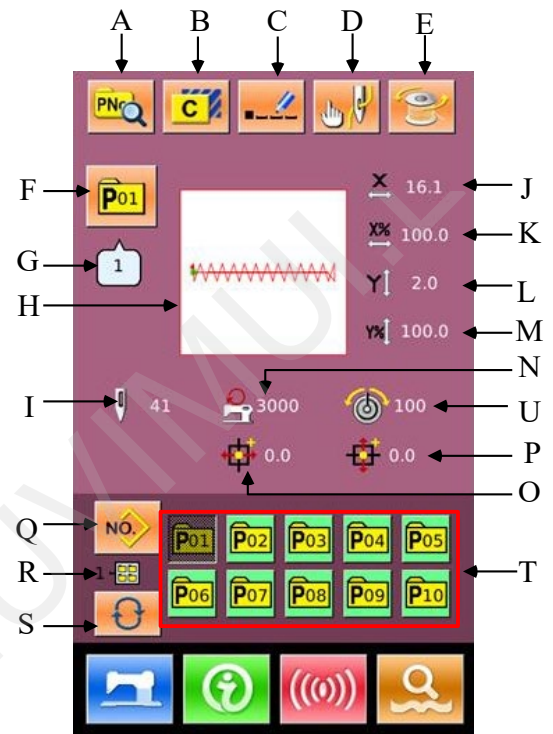 A B C D E
PNo C
F P01 X 16.1 J
X% 100.0 K
G 1
H Y 2.0 L
Y% 100.0 M
N
I 41 3000 100 U
0.0 0.0 P
O
Q NO. P01 P02 P03 P04 P05
R 1- T
P06 P07 P08 P09 P10
S